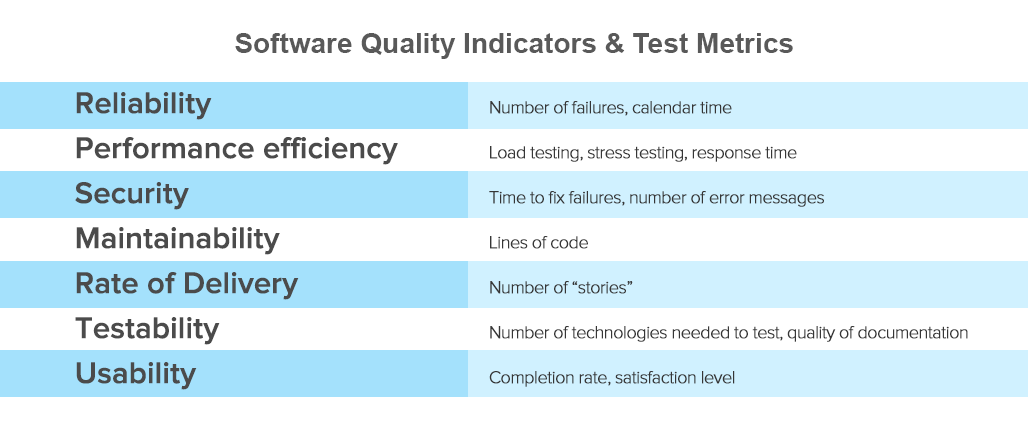 Software Quality Indicators & Test Metrics
Reliability Number of failures, calendar time
Performance efficiency Load testing, stress testing, response time
Security Time to fix failures, number of error messages
Maintainability Lines of code
Rate of Delivery Number of “stories”
Testability Number of technologies needed to test, quality of documentation
Usability Completion rate, satisfaction level